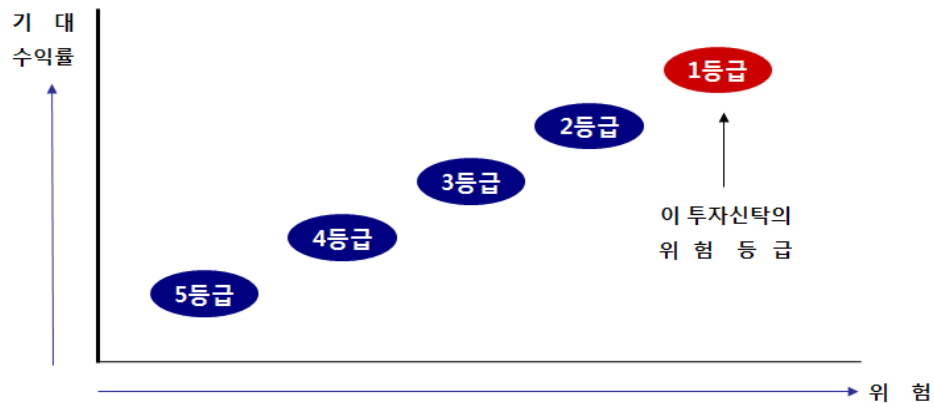 기 대
수익률
1등급
2등급
3등급
4등급
5등급
이 투자신탁의
위 험 등 급
위 험